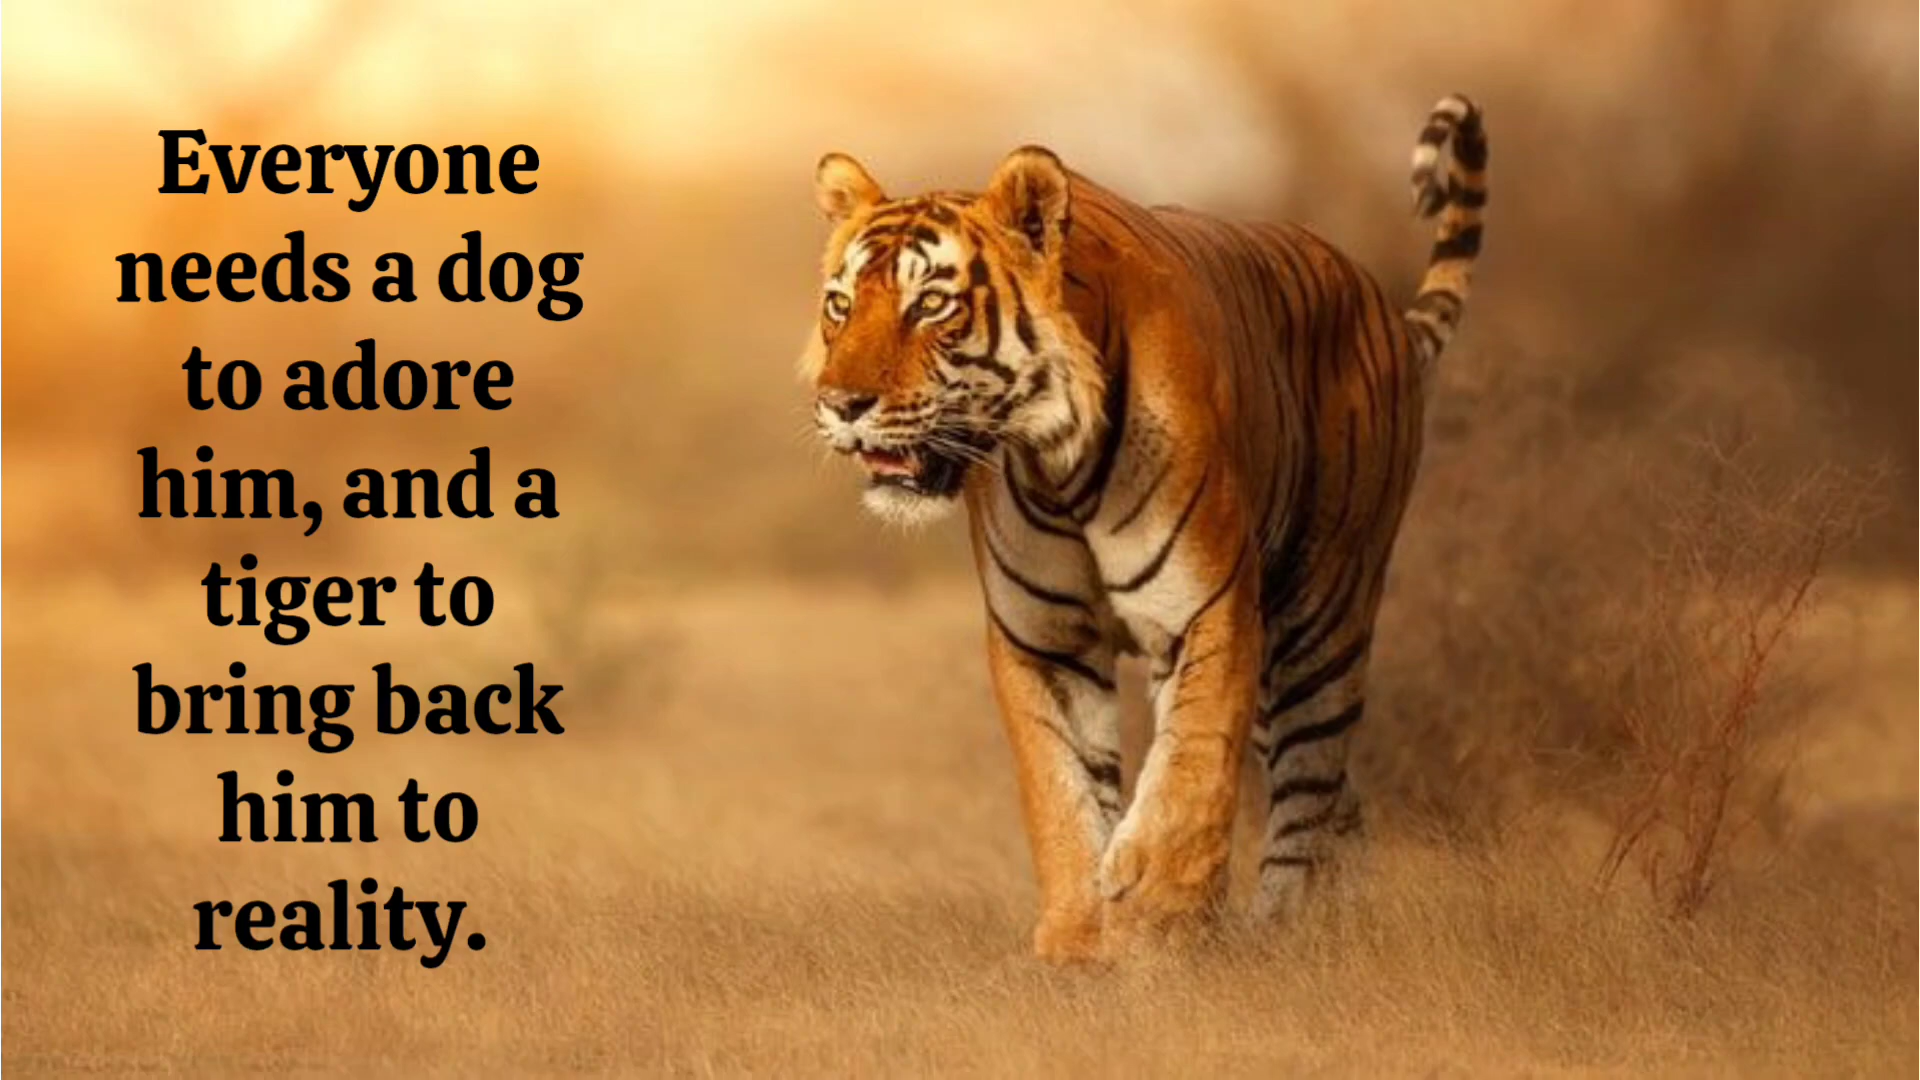 Everyone
needs a dog
to adore
him, and a
tiger to
bring back
him to
reality.